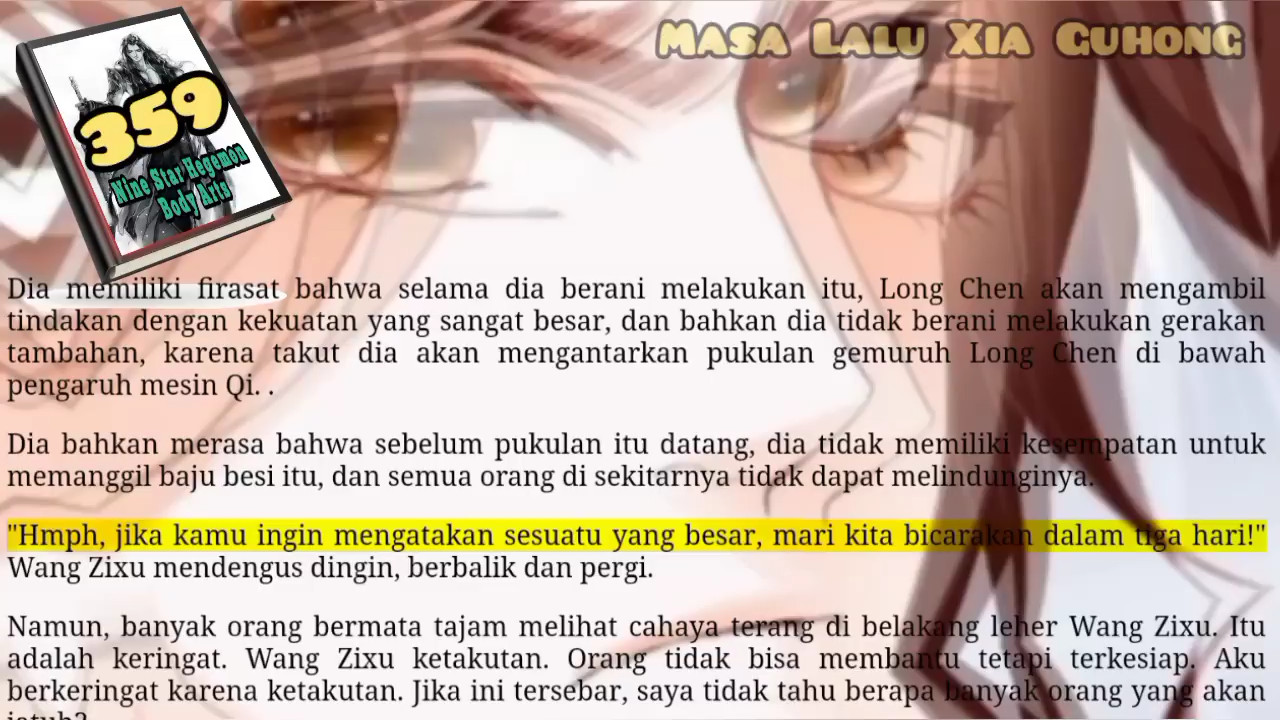 Masa Lalu Xia Guhong
359
Nine Star Hegemon
Body Arts
Dia memiliki firasat bahwa selama dia berani melakukan itu, Long Chen akan mengambil
tindakan dengan kekuatan yang sangat besar, dan bahkan dia tidak berani melakukan gerakan
tambahan, karena takut dia akan mengantarkan pukulan gemuruh Long Chen di bawah
pengaruh mesin Qi. .
Dia bahkan merasa bahwa sebelum pukulan itu datang, dia tidak memiliki kesempatan untuk
memanggil baju besi itu, dan semua orang di sekitarnya tidak dapat melindunginya.
"Hmph, jika kamu ingin mengatakan sesuatu yang besar, mari kita bicarakan dalam tiga hari!"
Wang Zixu mendengus dingin, berbalik dan pergi.
Namun, banyak orang bermata tajam melihat cahaya terang di belakang leher Wang Zixu. Itu
adalah keringat. Wang Zixu ketakutan. Orang tidak bisa membantu tetapi terkesiap. Aku
berkeringat karena ketakutan. Jika ini tersebar, saya tidak tahu berapa banyak orang yang akan